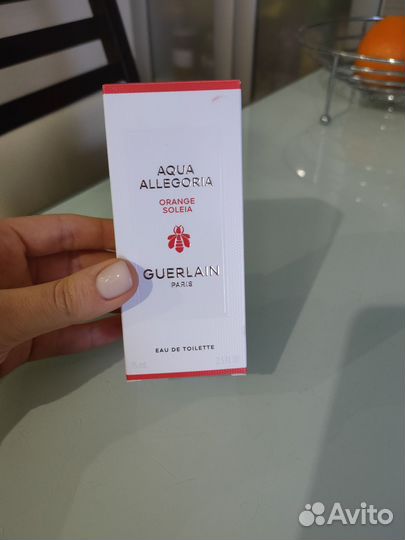 AQUA
ALLEGORIA
ORANGE
SOLEIA
GUERLAIN
PARIS
EAU DE TOILETTE
Avito